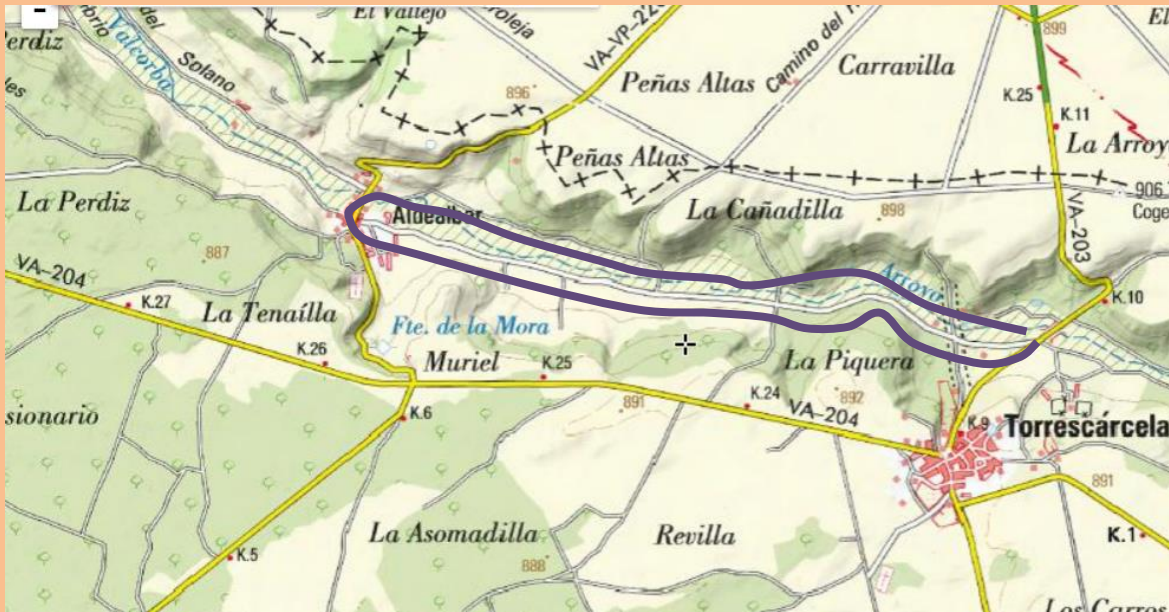 El Vallejo
erdiz
Valcorba
Solano
VA-VP-22
Camino del
Peñas Altas
Carravilla
899
K.25
K.11
896
La Arroy
Peñas Altas
La Perdiz
Aldealbar
La Cañadilla
898
906
Coge
VA-203
887
VA-204
K.27
La Tenaílla
Arroyo
K.10
Fte. de la Mora
K.26
Muriel
K.25
La Piquera
892
sionario
K.6
891
K.24
VA-204
K.9
Torrescárcela
891
La Asomadilla
Revilla
K.1
K.5
888
Los Carros